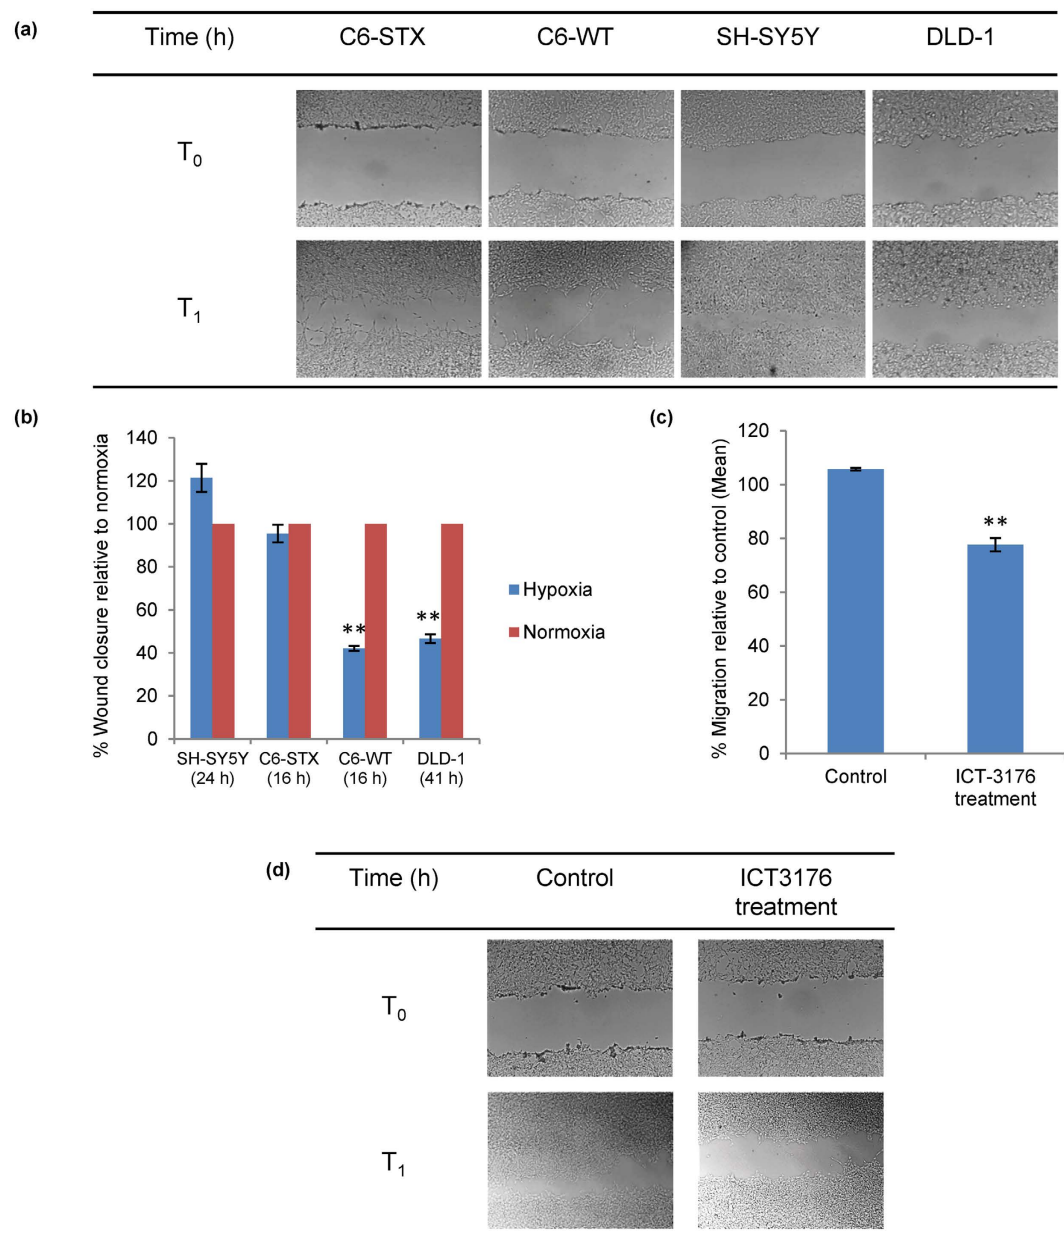 (a)
Time (h) C6-STX C6-WT SH-SY5Y DLD-1
T0
T1
(b)
% Wound closure relative to normoxia
140
120
100
80
60
40
20
0
** **
SH-SY5Y C6-STX C6-WT DLD-1
(24 h) (16 h) (16 h) (41 h)
Hypoxia
Normoxia
(c)
% Migration relative to control (Mean)
120
100
80
60
40
20
0
**
Control ICT-3176
treatment
(d)
Time (h) Control ICT3176
treatment
T0
T1